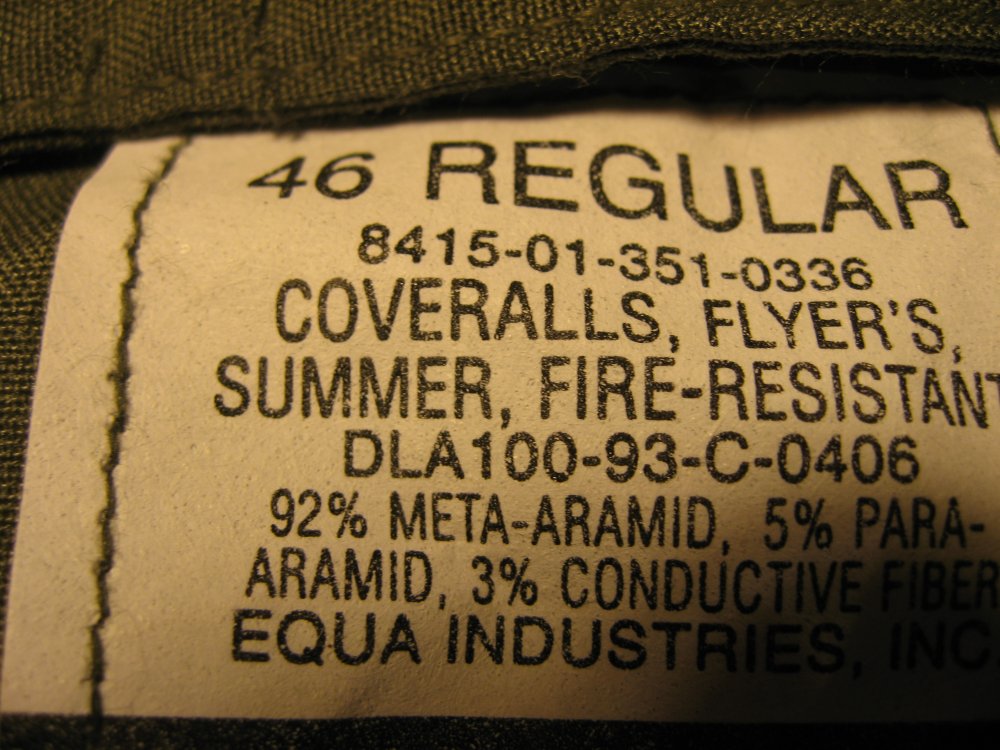 46 REGULAR
8415-01-351-0336
COVERALLS, FLYER'S,
SUMMER, FIRE-RESISTANT
DLA100-93-C-0406
92% META-ARAMID, 5% PARA-
ARAMID, 3% CONDUCTIVE FIBER
EQUA INDUSTRIES, INC.